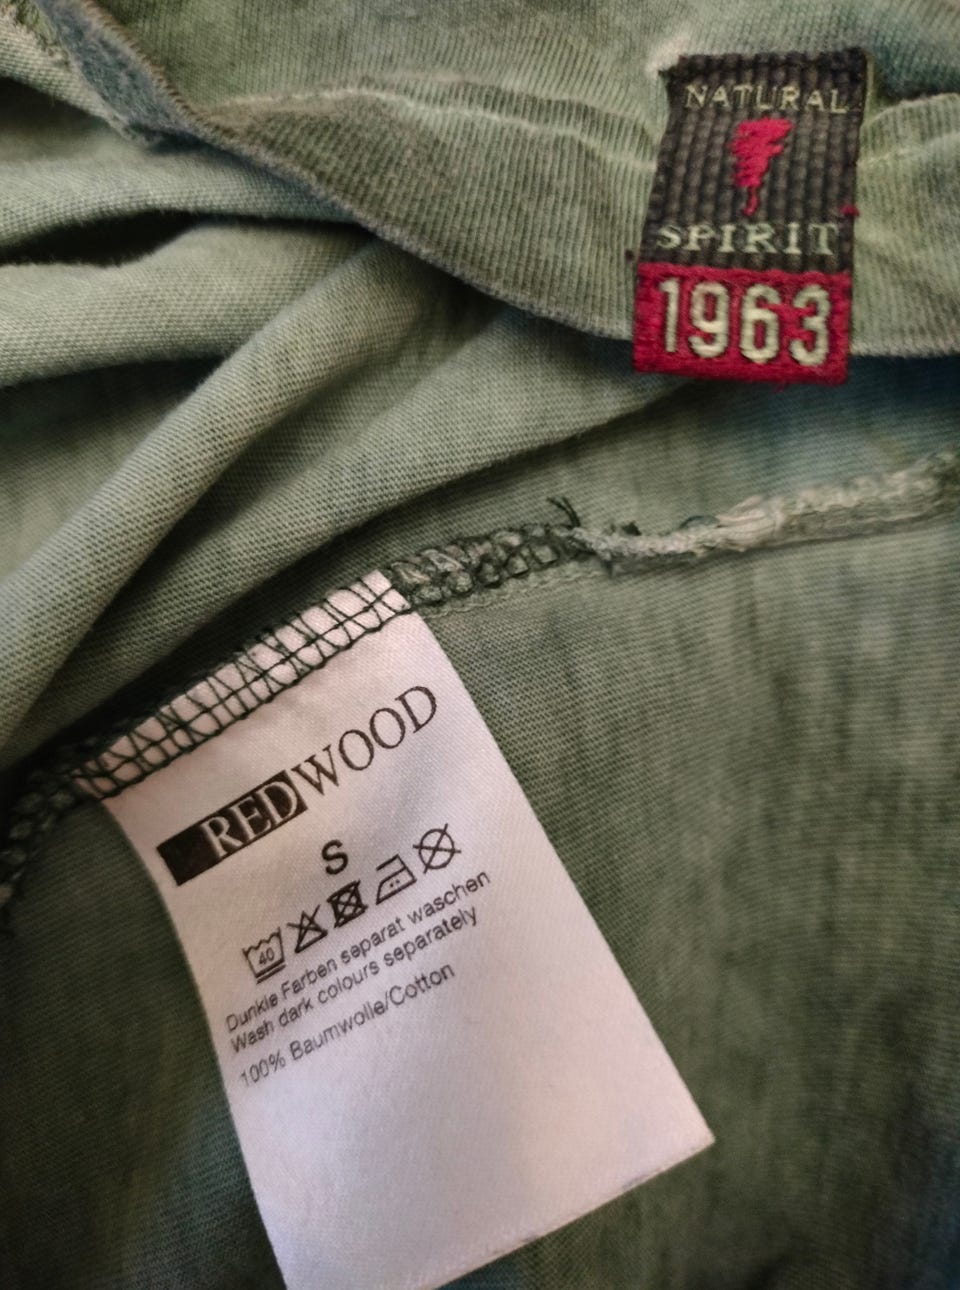 NATURAL
SPIRIT
1963
REDWOOD
S
40
Dunkle Farben separat waschen
Wash dark colours separately
100% Baumwolle/Cotton